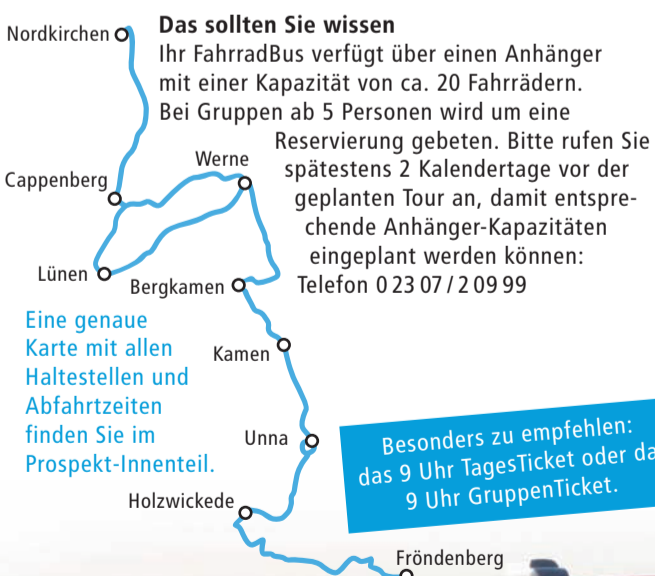 Nordkirchen
Das sollten Sie wissen
Ihr FahrradBus verfügt über einen Anhänger
mit einer Kapazität von ca. 20 Fahrrädern.
Bei Gruppen ab 5 Personen wird um eine
Reservierung gebeten. Bitte rufen Sie
spätestens 2 Kalendertage vor der
geplanten Tour an, damit entspre-
chende Anhänger-Kapazitäten
eingeplant werden können:
Telefon 0 23 07 / 2 09 99
Werne
Cappenberg
Lünen
Bergkamen
Eine genaue
Karte mit allen
Haltestellen und
Abfahrtzeiten
finden Sie im
Prospekt-Innenteil.
Kamen
Unna
Holzwickede
Fröndenberg
Besonders zu empfehlen:
das 9 Uhr TagesTicket oder da
9 Uhr GruppenTicket.